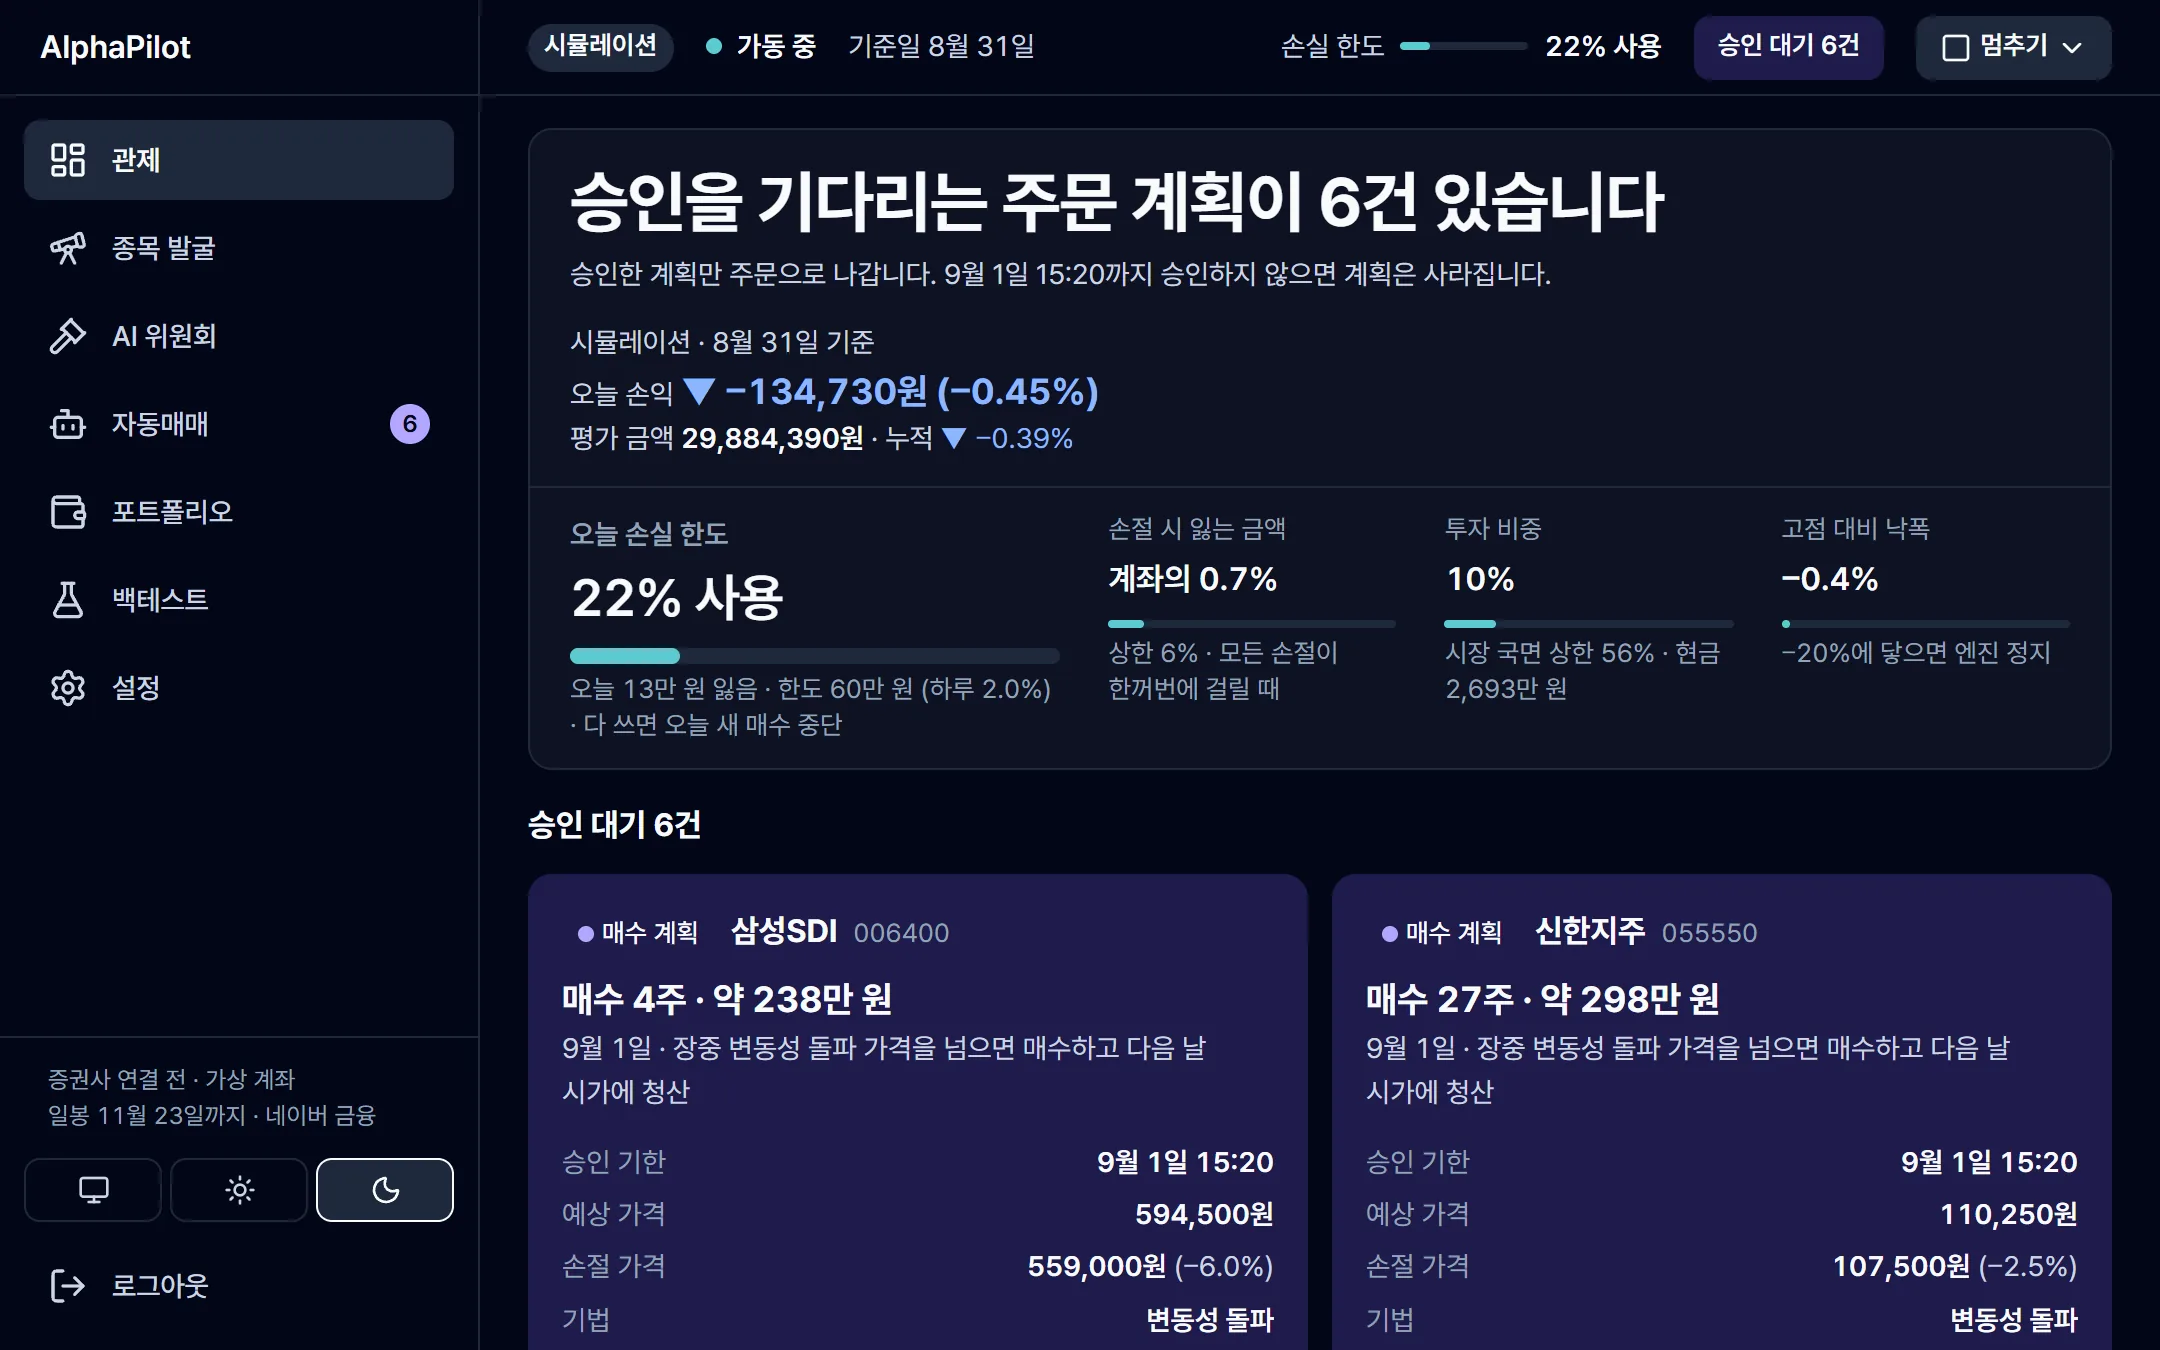 AlphaPilot
시뮬레이션
가동 중
기준일 8월 31일
손실 한도
22% 사용
승인 대기 6건
멈추기
관제
종목 발굴
AI 위원회
자동매매
6
포트폴리오
백테스트
설정
증권사 연결 전 · 가상 계좌
일봉 11월 23일까지 · 네이버 금융
로그아웃
승인을 기다리는 주문 계획이 6건 있습니다
승인한 계획만 주문으로 나갑니다. 9월 1일 15:20까지 승인하지 않으면 계획은 사라집니다.
시뮬레이션 · 8월 31일 기준
오늘 손익 ▼ −134,730원 (−0.45%)
평가 금액 29,884,390원 · 누적 ▼ −0.39%
오늘 손실 한도
22% 사용
오늘 13만 원 잃음 · 한도 60만 원 (하루 2.0%)
· 다 쓰면 오늘 새 매수 중단
손절 시 잃는 금액
계좌의 0.7%
상한 6% · 모든 손절이
한꺼번에 걸릴 때
투자 비중
10%
시장 국면 상한 56% · 현금
2,693만 원
고점 대비 낙폭
−0.4%
−20%에 닿으면 엔진 정지
승인 대기 6건
매수 계획 삼성SDI 006400
매수 4주 · 약 238만 원
9월 1일 · 장중 변동성 돌파 가격을 넘으면 매수하고 다음 날
시가에 청산
승인 기한 9월 1일 15:20
예상 가격 594,500원
손절 가격 559,000원 (−6.0%)
기법 변동성 돌파
매수 계획 신한지주 055550
매수 27주 · 약 298만 원
9월 1일 · 장중 변동성 돌파 가격을 넘으면 매수하고 다음 날
시가에 청산
승인 기한 9월 1일 15:20
예상 가격 110,250원
손절 가격 107,500원 (−2.5%)
기법 변동성 돌파